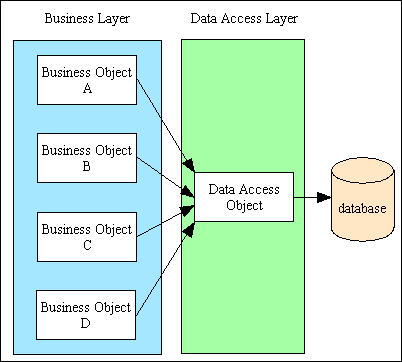 Business Layer
Data Access Layer
Business Object
A
Business Object
B
Data Access
Object
database
Business Object
C
Business Object
D